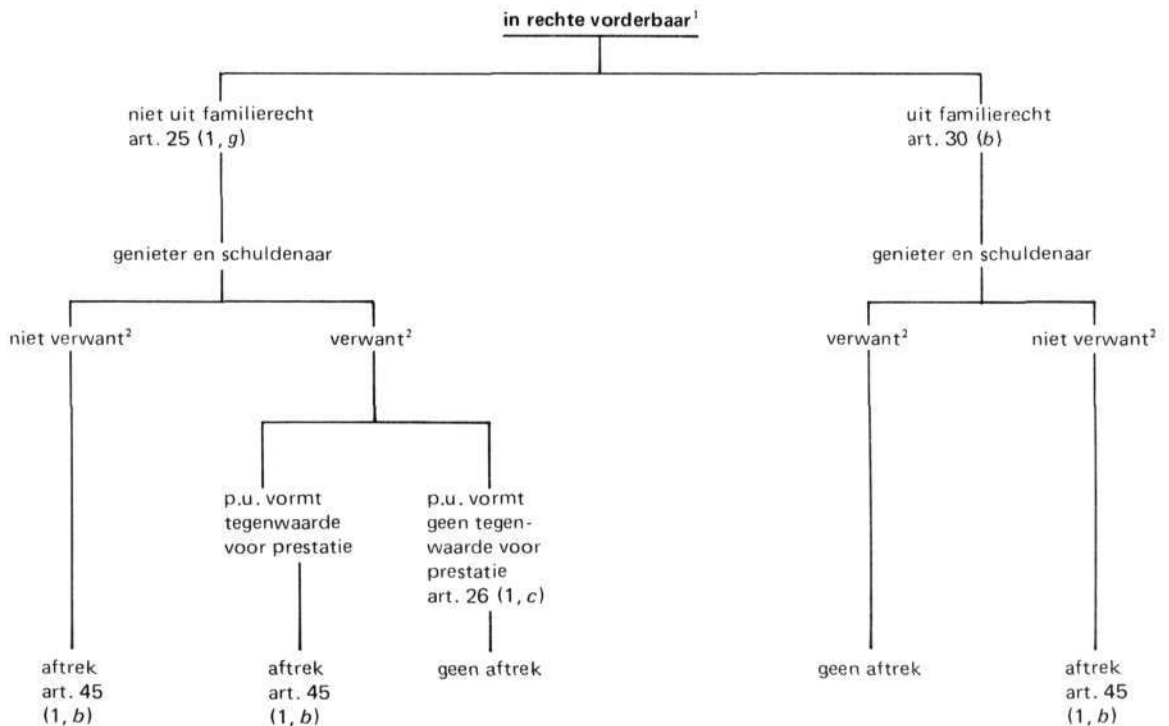 in rechte vorderbaar¹
niet uit familierecht
art. 25 (1, g)
uit familierecht
art. 30 (b)
genieter en schuldenaar
genieter en schuldenaar
niet verwant²
verwant²
verwant²
niet verwant²
p.u. vormt
tegenwaarde
voor prestatie
p.u. vormt
geen tegen-
waarde voor
prestatie
art. 26 (1, c)
aftrek
art. 45
(1, b)
aftrek
art. 45
(1, b)
geen aftrek
geen aftrek
aftrek
art. 45
(1, b)